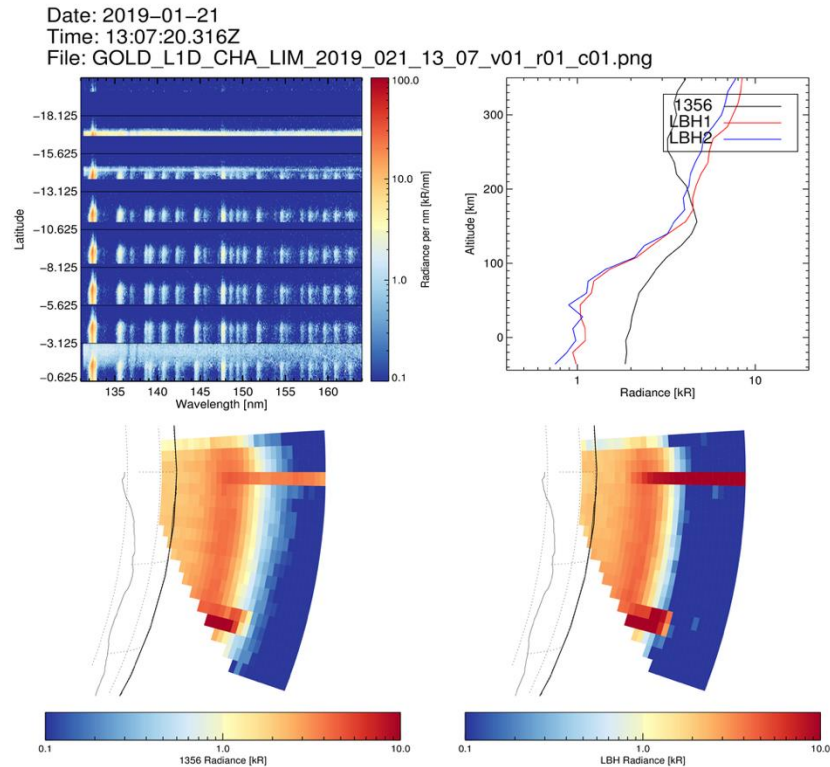 Date: 2019-01-21
Time: 13:07:20.316Z
File: GOLD_L1D_CHA_LIM_2019_021_13_07_v01_r01_c01.png
-18.125
-15.625
-13.125
-10.625
-8.125
-5.625
-3.125
-0.625
Latitude
135 140 145 150 155 160
Wavelength [nm]
100.0
10.0
1.0
0.1
Radiance per nm [kR/nm]
300
200
100
0
Altitude [km]
1356
LBH1
LBH2
1 10
Radiance [kR]
0.1 1.0 10.0
1356 Radiance [kR]
0.1 1.0 10.0
LBH Radiance [kR]